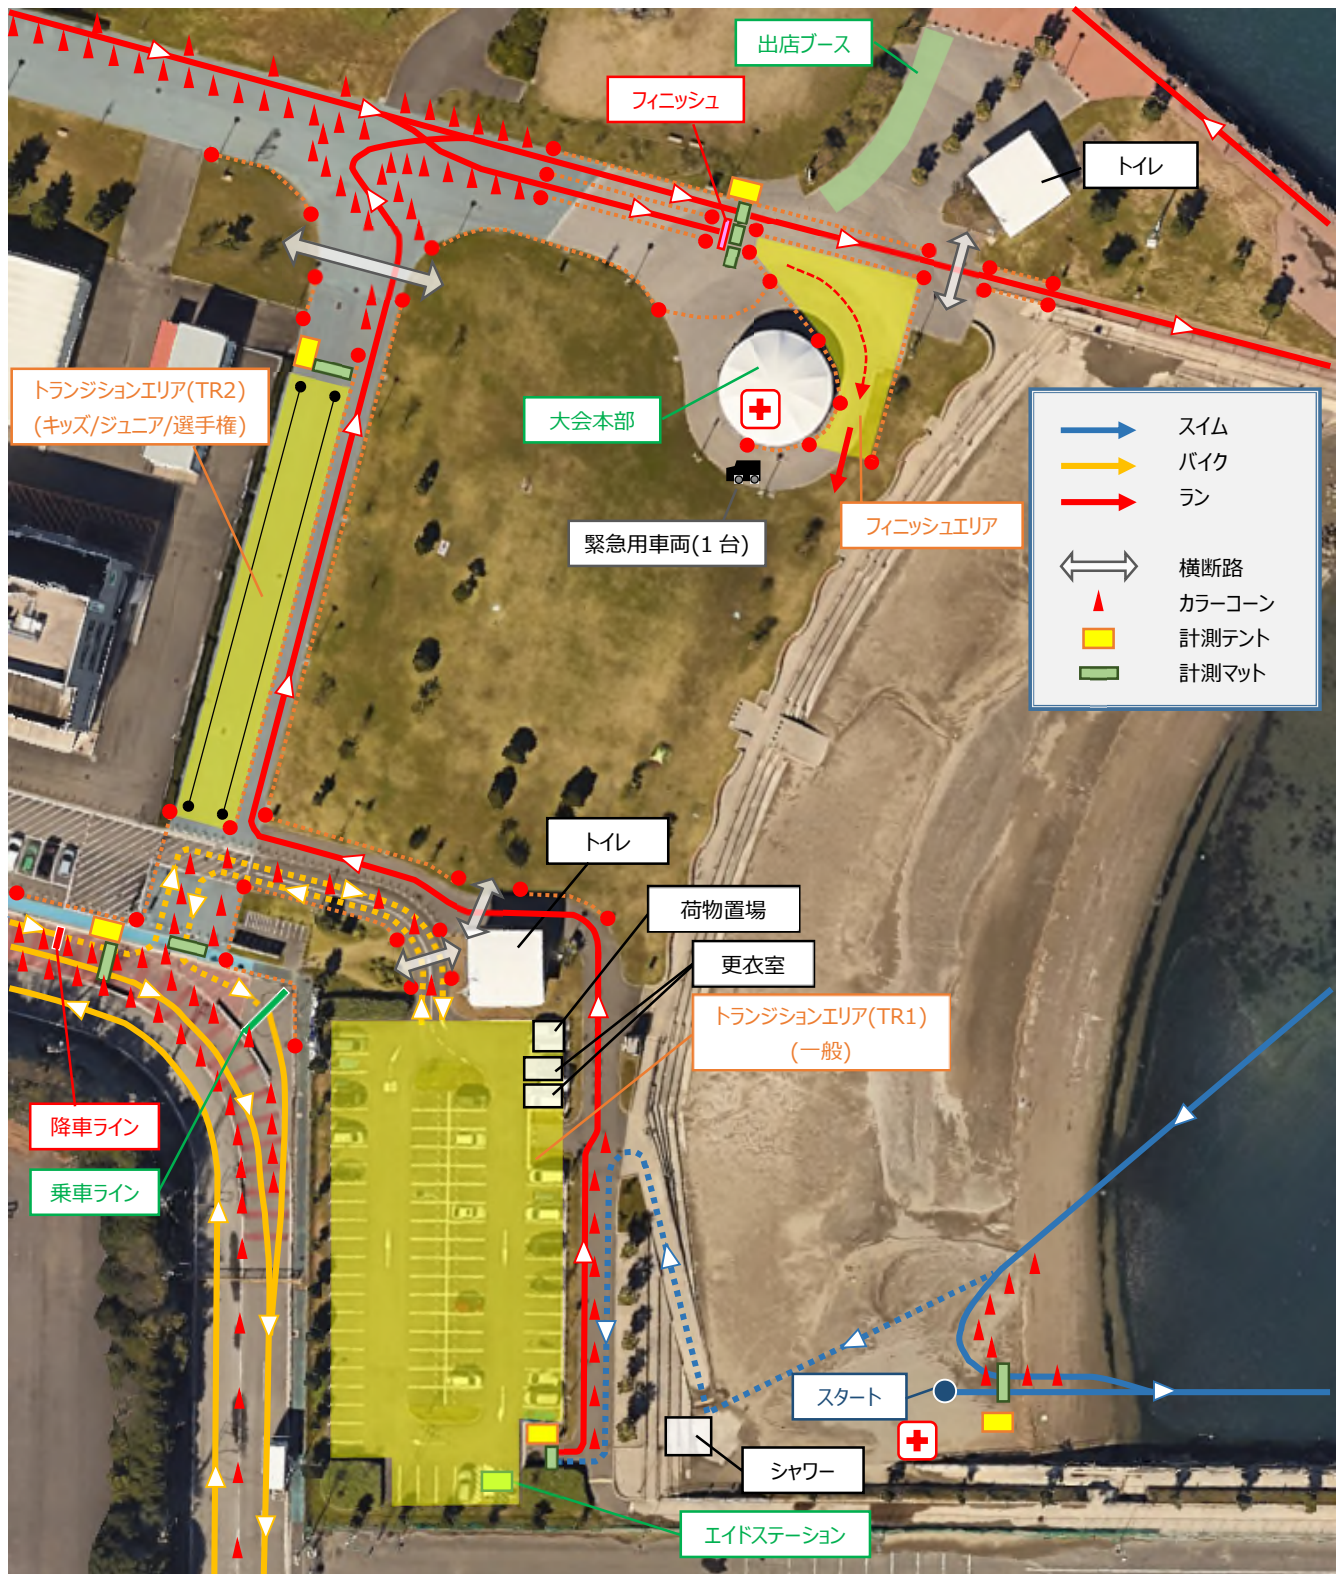 出店ブース
フィニッシュ
トイレ
トランジションエリア(TR2)
(キッズ/ジュニア/選手権)
大会本部
緊急用車両(1台)
フィニッシュエリア
スイム
バイク
ラン
横断路
カラーコーン
計測テント
計測マット
トイレ
荷物置場
更衣室
トランジションエリア(TR1)
(一般)
降車ライン
乗車ライン
スタート
シャワー
エイドステーション